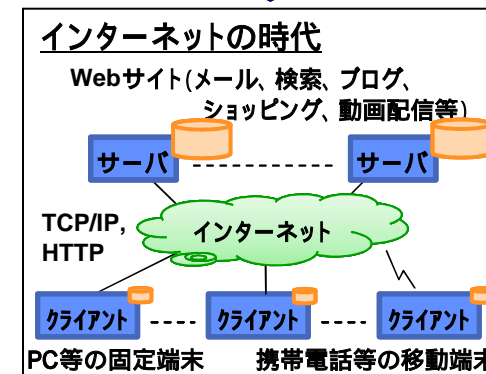 インターネットの時代
Webサイト(メール、検索、ブログ、
ショッピング、動画配信等)
サーバ サーバ
TCP/IP,
HTTP
インターネット
クライアント クライアント クライアント
PC等の固定端末 携帯電話等の移動端末